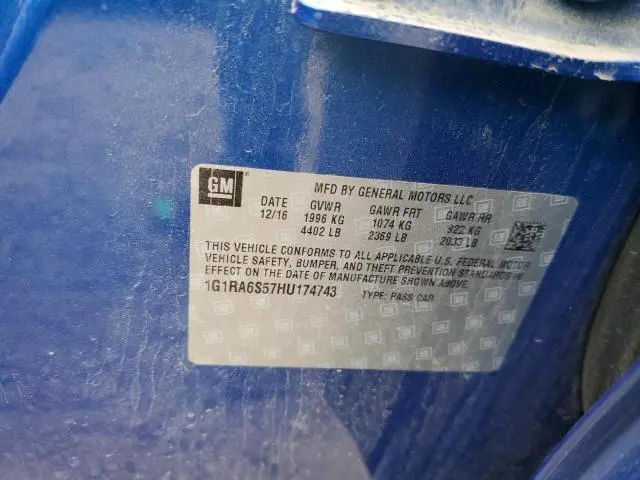 GM
MFD BY GENERAL MOTORS LLC
DATE GVWR GAWR FRT GAWR RR
12/16 1996 KG 1074 KG 922 KG
4402 LB 2369 LB 2033 LB
THIS VEHICLE CONFORMS TO ALL APPLICABLE U.S. FEDERAL MOTOR
VEHICLE SAFETY, BUMPER, AND THEFT PREVENTION STANDARDS IN
EFFECT ON THE DATE OF MANUFACTURE SHOWN ABOVE.
1G1RA6S57HU174743 TYPE: PASS CAR